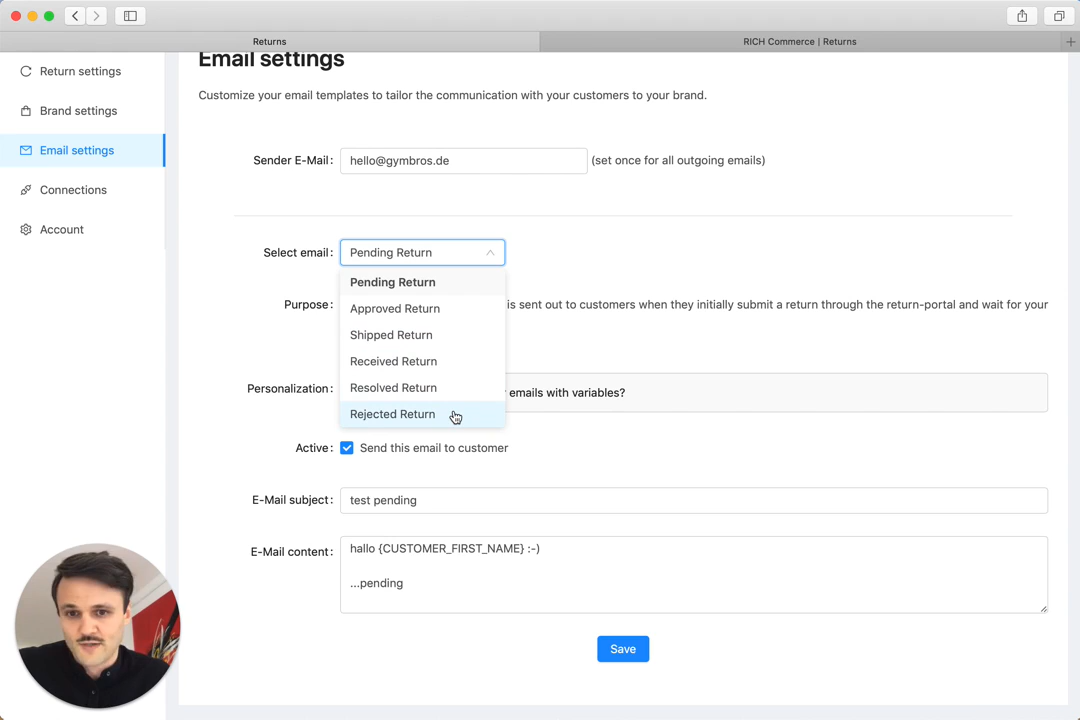 Returns
RICH Commerce | Returns
Return settings
Brand settings
Email settings
Connections
Account
Email settings
Customize your email templates to tailor the communication with your customers to your brand.
Sender E-Mail: hello@gymbros.de (set once for all outgoing emails)
Select email: Pending Return
Pending Return
Approved Return
Shipped Return
Received Return
Resolved Return
Rejected Return
Purpose: is sent out to customers when they initially submit a return through the return-portal and wait for your
Personalization: emails with variables?
Active: Send this email to customer
E-Mail subject: test pending
E-Mail content: hallo {CUSTOMER_FIRST_NAME} :-)
...pending
Save